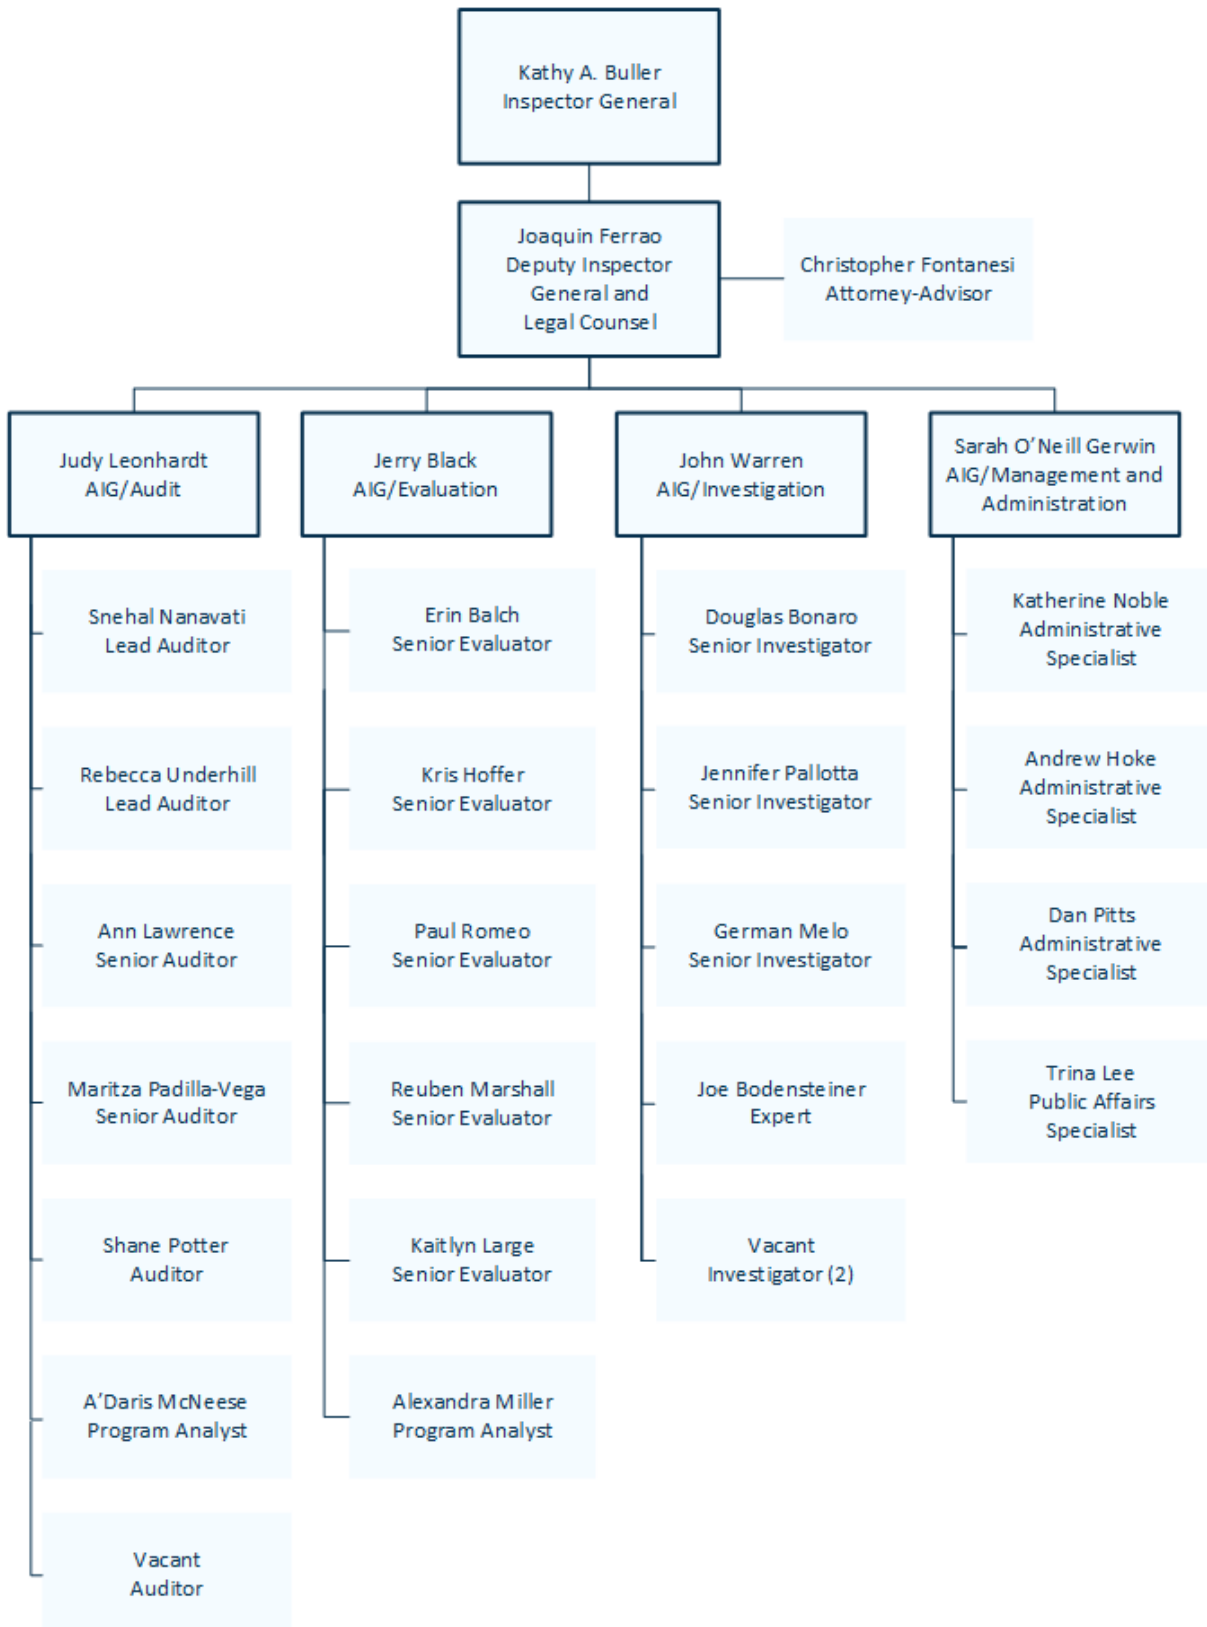 Kathy A. Buller
Inspector General
Joaquin Ferrao
Deputy Inspector
General and
Legal Counsel
Christopher Fontanesi
Attorney-Advisor
Judy Leonhardt
AIG/Audit
Jerry Black
AIG/Evaluation
John Warren
AIG/Investigation
Sarah O’Neill Gerwin
AIG/Management and
Administration
Snehal Nanavati
Lead Auditor
Rebecca Underhill
Lead Auditor
Ann Lawrence
Senior Auditor
Maritza Padilla-Vega
Senior Auditor
Shane Potter
Auditor
A’Daris McNeese
Program Analyst
Vacant
Auditor
Erin Balch
Senior Evaluator
Kris Hoffer
Senior Evaluator
Paul Romeo
Senior Evaluator
Reuben Marshall
Senior Evaluator
Kaitlyn Large
Senior Evaluator
Alexandra Miller
Program Analyst
Douglas Bonaro
Senior Investigator
Jennifer Pallotta
Senior Investigator
German Melo
Senior Investigator
Joe Bodensteiner
Expert
Vacant
Investigator (2)
Katherine Noble
Administrative
Specialist
Andrew Hoke
Administrative
Specialist
Dan Pitts
Administrative
Specialist
Trina Lee
Public Affairs
Specialist